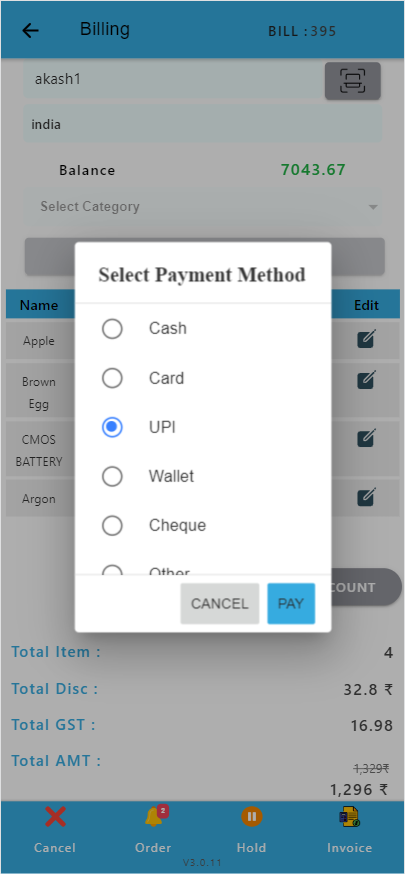 Billing
BILL :395
akash1
india
Balance 7043.67
Select Category
Select Payment Method
Name Edit
Cash
Apple
Card
Brown
Egg
UPI
CMOS
BATTERY
Wallet
Argon
Cheque
Other
COUNT
CANCEL PAY
Total Item : 4
Total Disc : 32.8 ₹
Total GST : 16.98
Total AMT : 1,329₹
1,296 ₹
2
Cancel Order Hold Invoice
V3.0.11